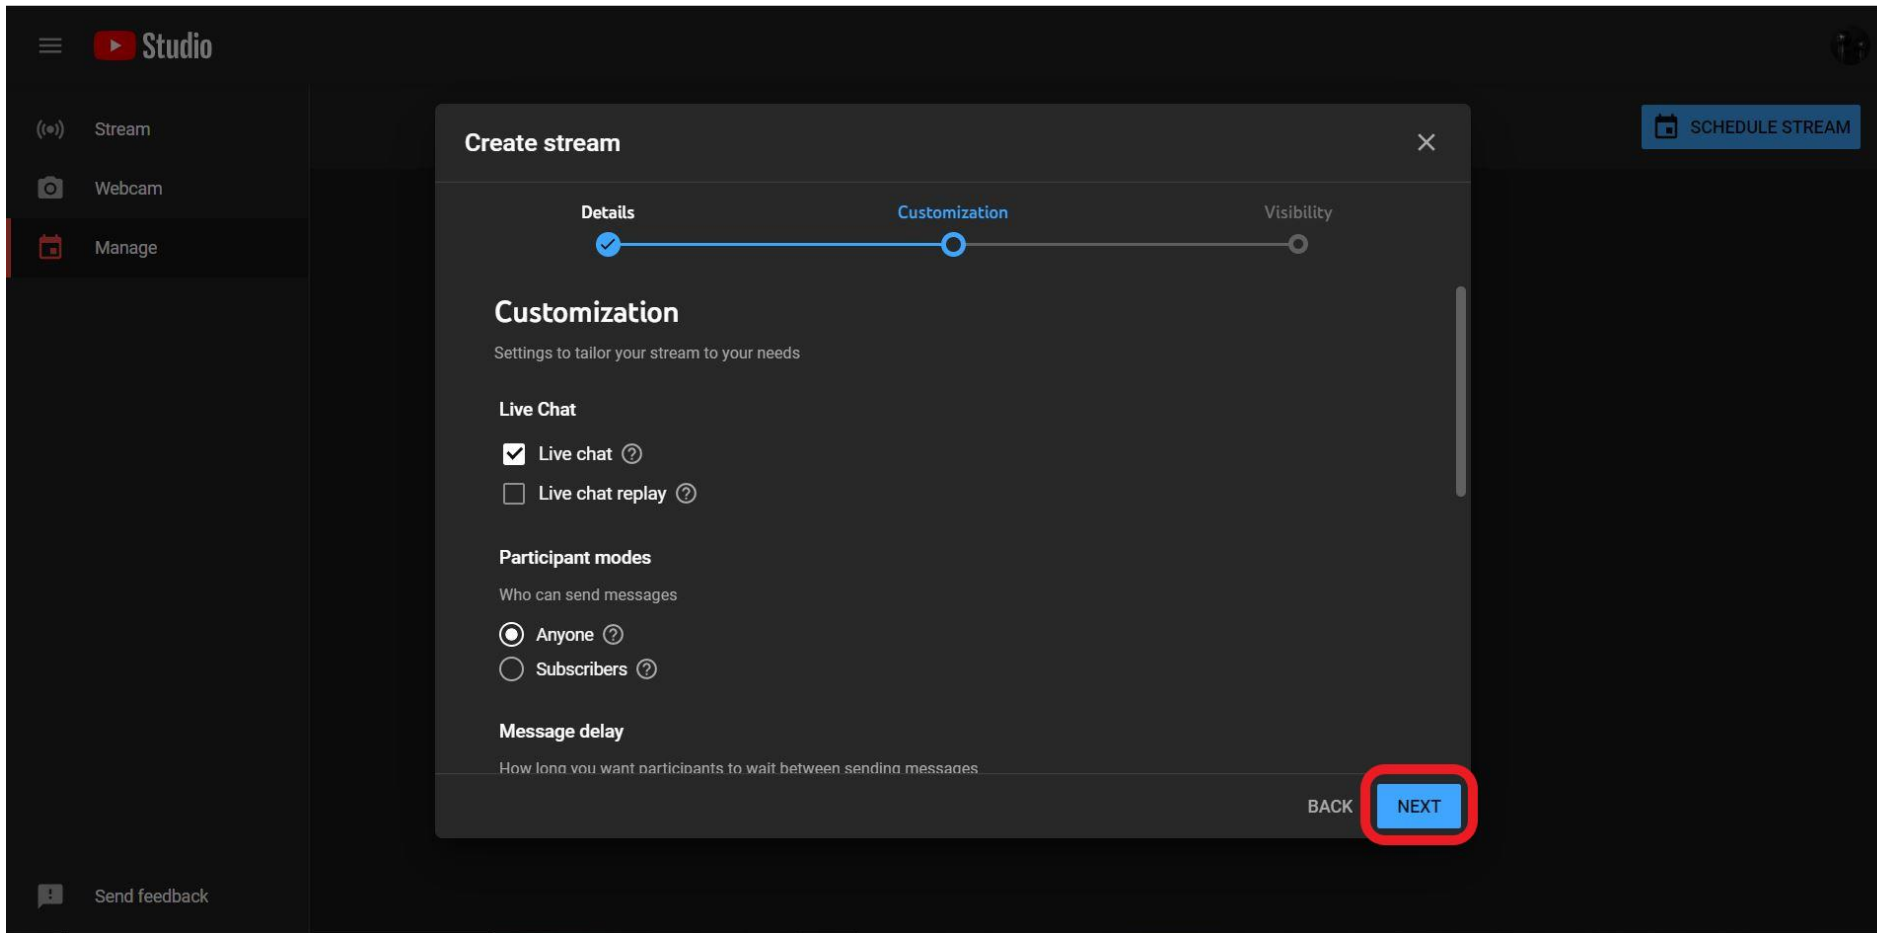 Studio
Stream
Webcam
Manage
Send feedback
SCHEDULE STREAM
Create stream
Details
Customization
Visibility
Customization
Settings to tailor your stream to your needs
Live Chat
Live chat
Live chat replay
Participant modes
Who can send messages
Anyone
Subscribers
Message delay
How long you want participants to wait between sending messages
BACK
NEXT